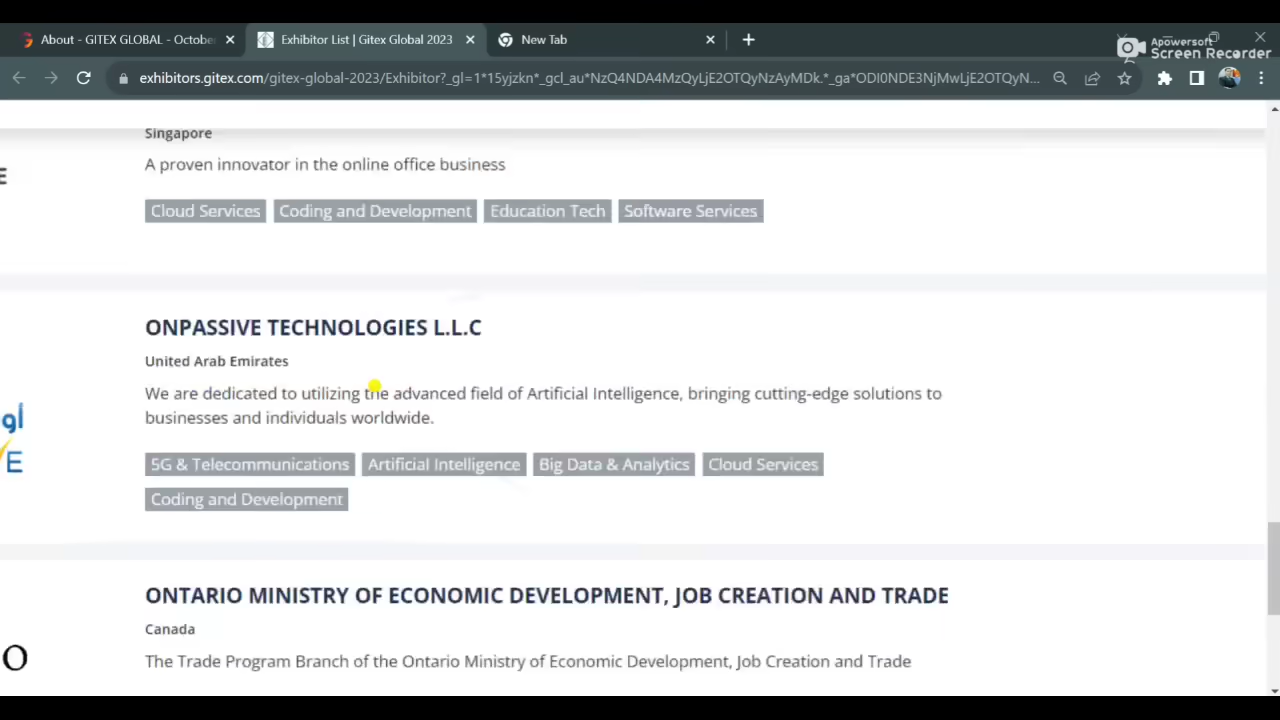 About - GITEX GLOBAL - Octobe
Exhibitor List | Gitex Global 2023
New Tab
Apowersoft
Screen Recorder
exhibitors.gitex.com/gitex-global-2023/Exhibitor?_gl=1*15yjzkn*_gcl_au*NzQ4NDA4MzQyLjE2OTQyNzAyMDk.*_ga*ODI0NDE3NjMwLjE2OTQyN...
Singapore
E
A proven innovator in the online office business
Cloud Services Coding and Development Education Tech Software Services
ONPASSIVE TECHNOLOGIES L.L.C
United Arab Emirates
We are dedicated to utilizing the advanced field of Artificial Intelligence, bringing cutting-edge solutions to
businesses and individuals worldwide.
أو
E
5G & Telecommunications Artificial Intelligence Big Data & Analytics Cloud Services
Coding and Development
ONTARIO MINISTRY OF ECONOMIC DEVELOPMENT, JOB CREATION AND TRADE
Canada
O
The Trade Program Branch of the Ontario Ministry of Economic Development, Job Creation and Trade